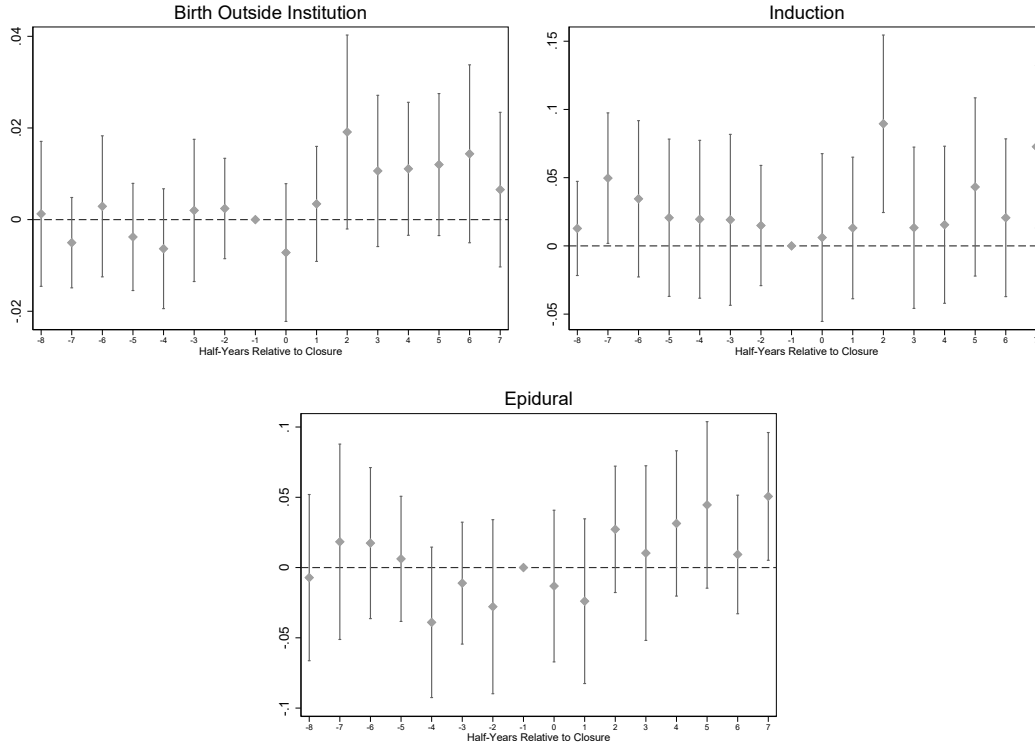 Birth Outside Institution
.04
.02
0
-.02
-8 -7 -6 -5 -4 -3 -2 -1 0 1 2 3 4 5 6 7
Half-Years Relative to Closure
Induction
.15
.1
.05
0
-.05
-8 -7 -6 -5 -4 -3 -2 -1 0 1 2 3 4 5 6 7
Half-Years Relative to Closure
Epidural
.1
.05
0
-.05
-.1
-8 -7 -6 -5 -4 -3 -2 -1 0 1 2 3 4 5 6 7
Half-Years Relative to Closure